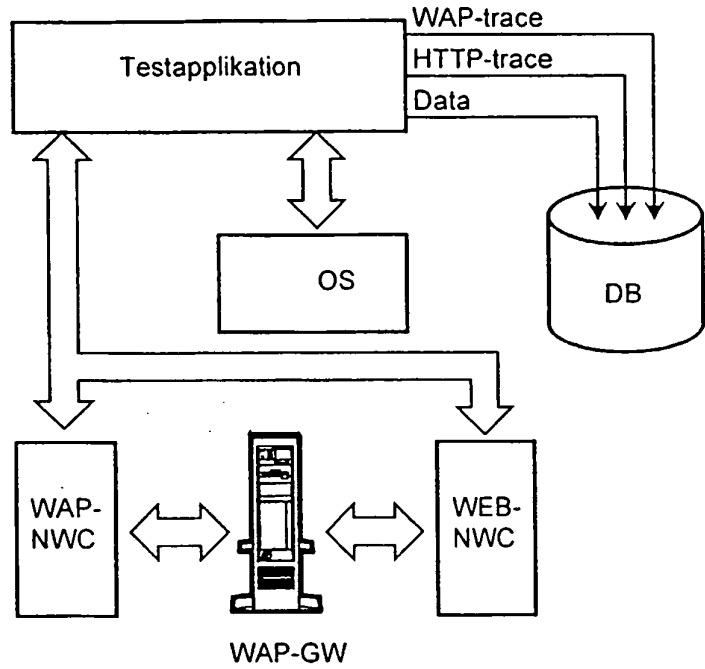 WAP-trace
Testapplikation
HTTP-trace
Data
OS
DB
WAP-
NWC
WEB-
NWC
WAP-GW